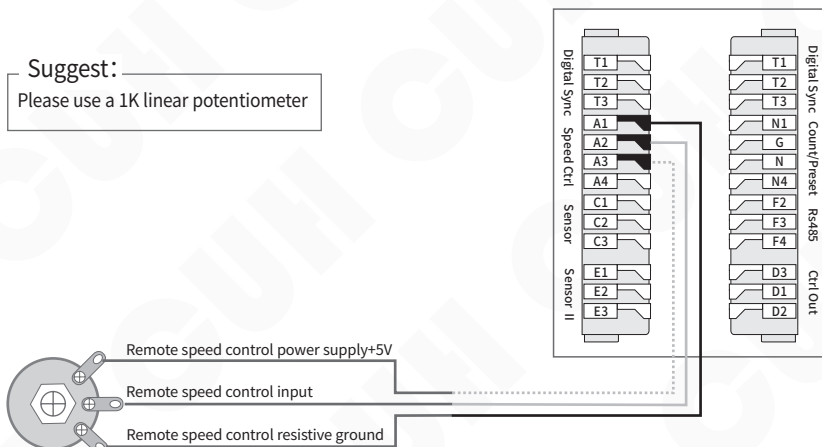 Suggest:
Please use a 1K linear potentiometer
Digital Sync
Speed Ctrl
Sensor
Sensor II
T1
T2
T3
A1
A2
A3
A4
C1
C2
C3
E1
E2
E3
T1
T2
T3
N1
G
N
N4
F2
F3
F4
D3
D1
D2
Digital Sync
Count/Preset
Rs485
Ctrl Out
Remote speed control power supply+5V
Remote speed control input
Remote speed control resistive ground